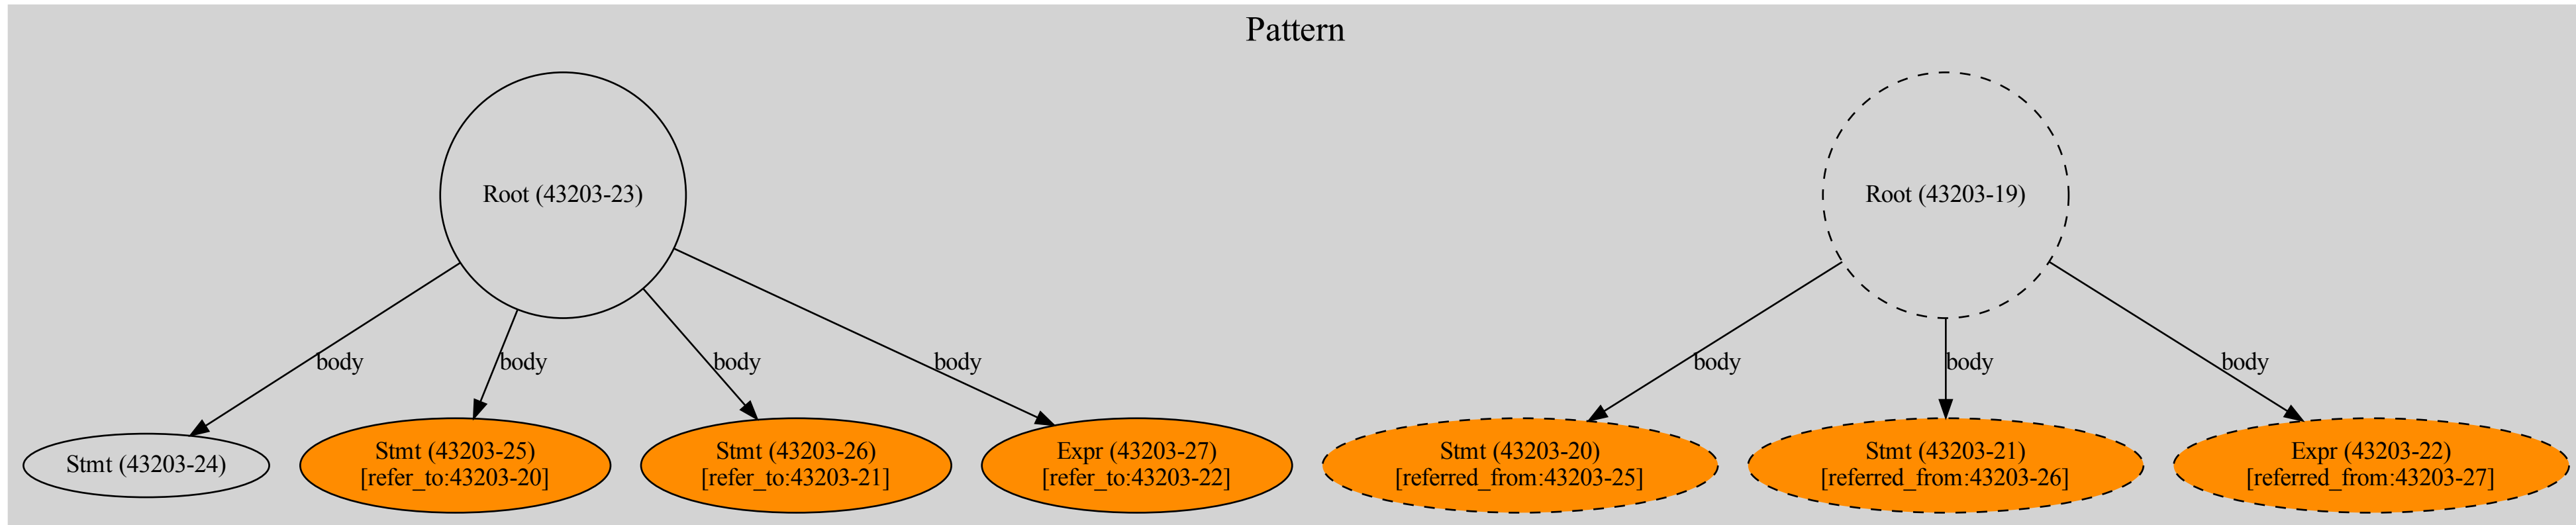 Pattern
Root (43203-23)
Root (43203-19)
body
body
body
body
body
body
body
Stmt (43203-24)
Stmt (43203-25)
[refer_to:43203-20]
Stmt (43203-26)
[refer_to:43203-21]
Expr (43203-27)
[refer_to:43203-22]
Stmt (43203-20)
[referred_from:43203-25]
Stmt (43203-21)
[referred_from:43203-26]
Expr (43203-22)
[referred_from:43203-27]